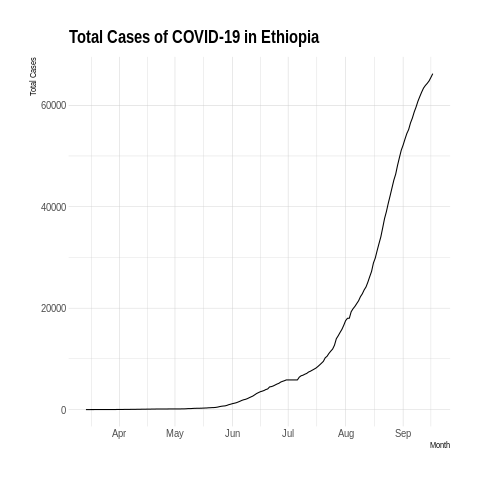 Total Cases of COVID-19 in Ethiopia
Total Cases
60000
40000
20000
0
Apr May Jun Jul Aug Sep
Month